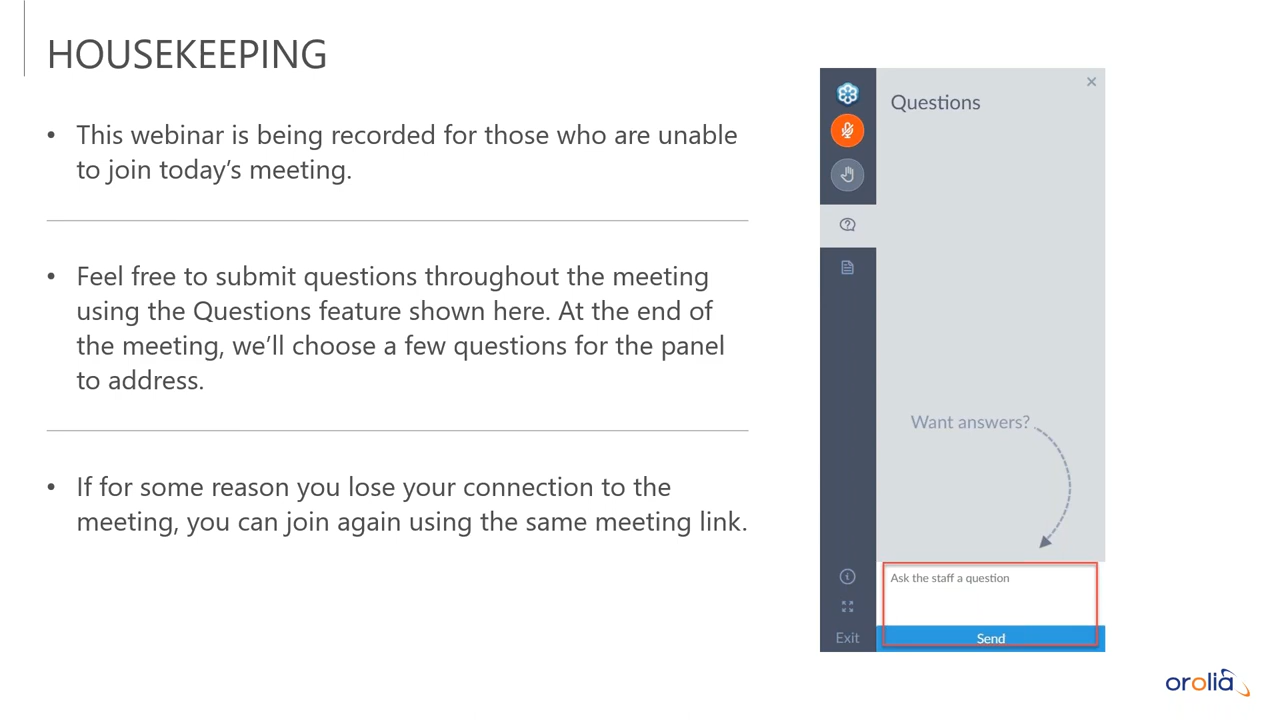 HOUSEKEEPING
• This webinar is being recorded for those who are unable
to join today’s meeting.
• Feel free to submit questions throughout the meeting
using the Questions feature shown here. At the end of
the meeting, we’ll choose a few questions for the panel
to address.
• If for some reason you lose your connection to the
meeting, you can join again using the same meeting link.
Questions
Want answers?
Ask the staff a question
Exit
Send
orolia